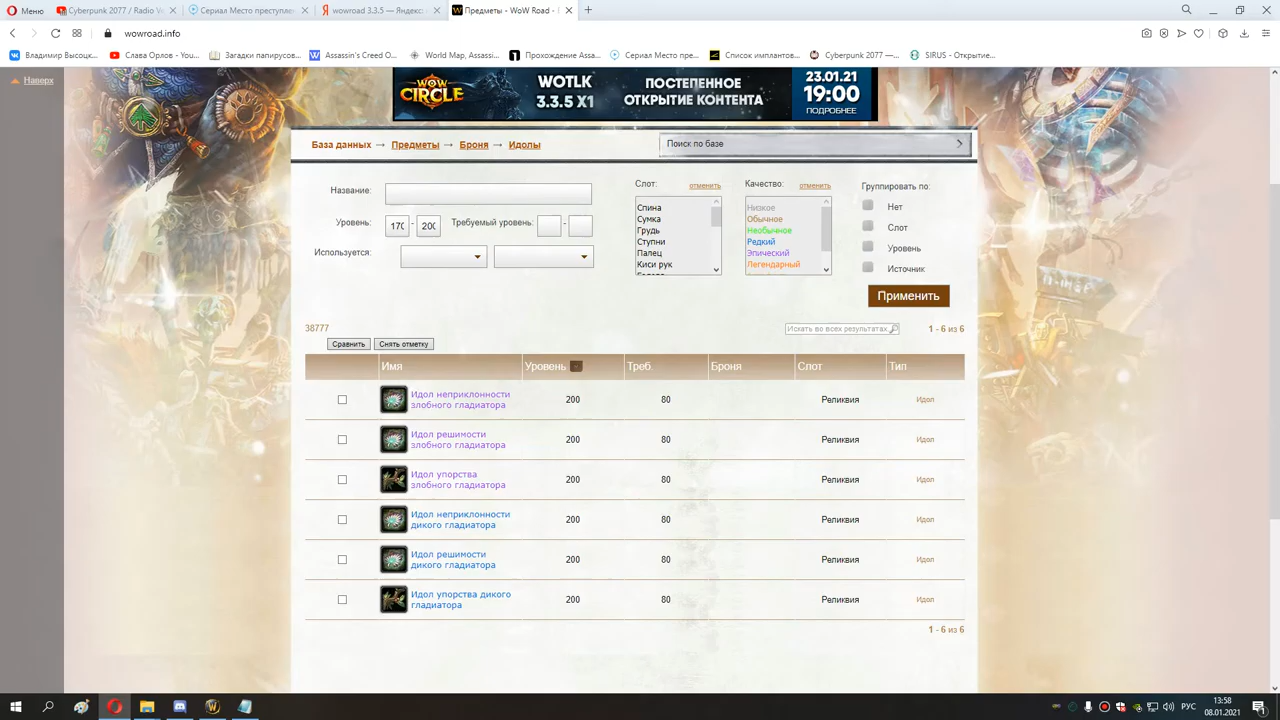 Меню
Cyberpunk 2077 / Radio Ve
Сериал Место преступлен
wowroad 3.3.5 — Яндекс:
Предметы - WoW Road -
wowroad.info
Владимир Высоцк...
Слава Орлов - You...
Загадки папирусов...
Assassin's Creed O...
World Map, Assassi...
Прохождение Assa...
Сериал Место пре...
Список имплантов...
Cyberpunk 2077 —...
SIRUS - Открытие...
Наверх
WOW CIRCLE
WOTLK
3.3.5 X1
ПОСТЕПЕННОЕ
ОТКРЫТИЕ КОНТЕНТА
23.01.21
19:00
ПОДРОБНЕЕ
База данных → Предметы → Броня → Идолы
Поиск по базе
Название:
Уровень: 170 - 200 Требуемый уровень: -
Используется:
Слот: отменить
Спина
Сумка
Грудь
Ступни
Палец
Киси рук
Качество: отменить
Низкое
Обычное
Необычное
Редкий
Эпический
Легендарный
Группировать по:
Нет
Слот
Уровень
Источник
Применить
38777
Искать во всех результатах
1 - 6 из 6
Сравнить Снять отметку
Имя Уровень Треб. Броня Слот Тип
Идол неприклонности
злобного гладиатора
200 80 Реликвия Идол
Идол решимости
злобного гладиатора
200 80 Реликвия Идол
Идол упорства
злобного гладиатора
200 80 Реликвия Идол
Идол неприклонности
дикого гладиатора
200 80 Реликвия Идол
Идол решимости
дикого гладиатора
200 80 Реликвия Идол
Идол упорства дикого
гладиатора
200 80 Реликвия Идол
1 - 6 из 6
РУС
13:58
08.01.2021